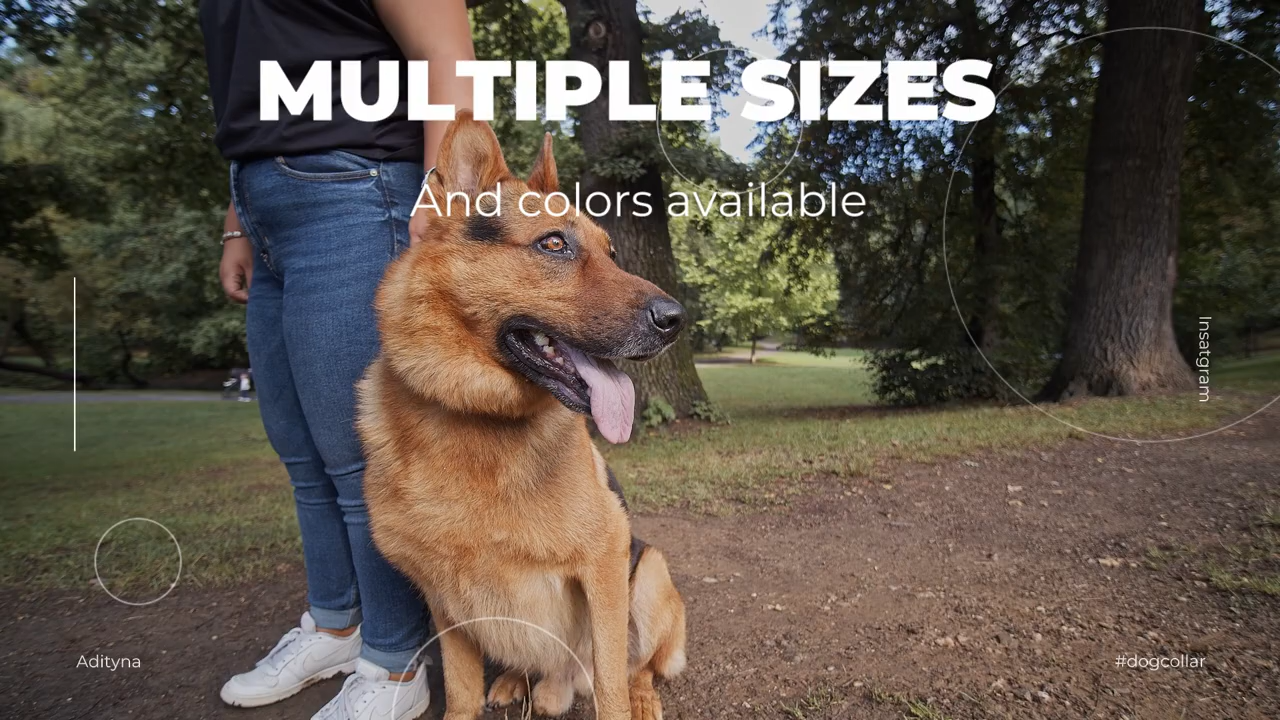 MULTIPLE SIZES
And colors available
Insatgram
Adityna
#dogcollar